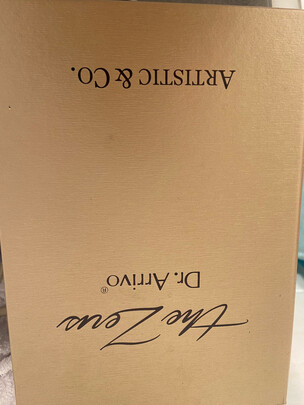 the Zeus
Dr. Arrivo®
ARTISTIC & CO.